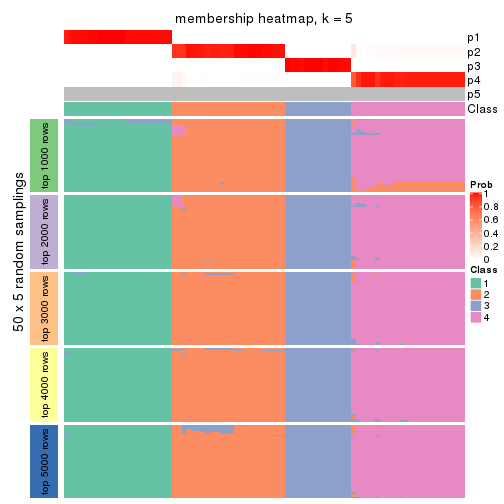 membership heatmap, k = 5
p1
p2
p3
p4
p5
Class
50 x 5 random samplings
top 1000 rows
top 2000 rows
top 3000 rows
top 4000 rows
top 5000 rows
Prob
1
0.8
0.6
0.4
0.2
0
Class
1
2
3
4